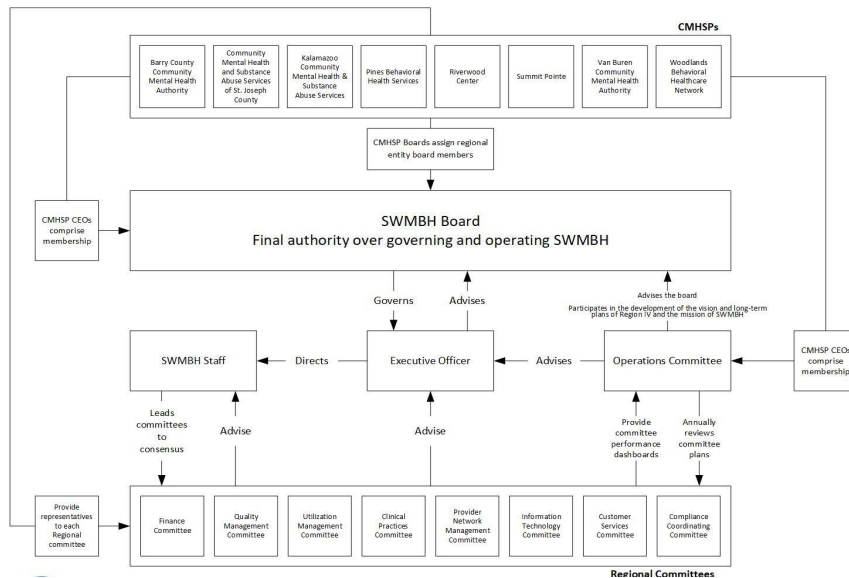 CMHSPs
Barry County
Community
Mental Health
Authority
Community
Mental Health
and Substance
Abuse Services
of St. Joseph
County
Kalamazoo
Community
Mental Health &
Substance
Abuse Services
Pines Behavioral
Health Services
Riverwood
Center
Summit Pointe
Van Buren
Community
Mental Health
Authority
Woodlands
Behavioral
Healthcare
Network
CMHSP Boards assign regional
entity board members
CMHSP CEOs
comprise
membership
SWMBH Board
Final authority over governing and operating SWMBH
Governs
Advises
Advises the board
Participates in the development of the vision and long-term
plans of Region IV and the mission of SWMBH
SWMBH Staff
Directs
Executive Officer
Advises
Operations Committee
CMHSP CEOs
comprise
membership
Leads
committees
to
consensus
Advise
Advise
Provide
committee
performance
dashboards
Annually
reviews
committee
plans
Provide
representatives
to each
Regional
committee
Finance
Committee
Quality
Management
Committee
Utilization
Management
Committee
Clinical
Practices
Committee
Provider
Network
Management
Committee
Information
Technology
Committee
Customer
Services
Committee
Compliance
Coordinating
Committee
Regional Committees